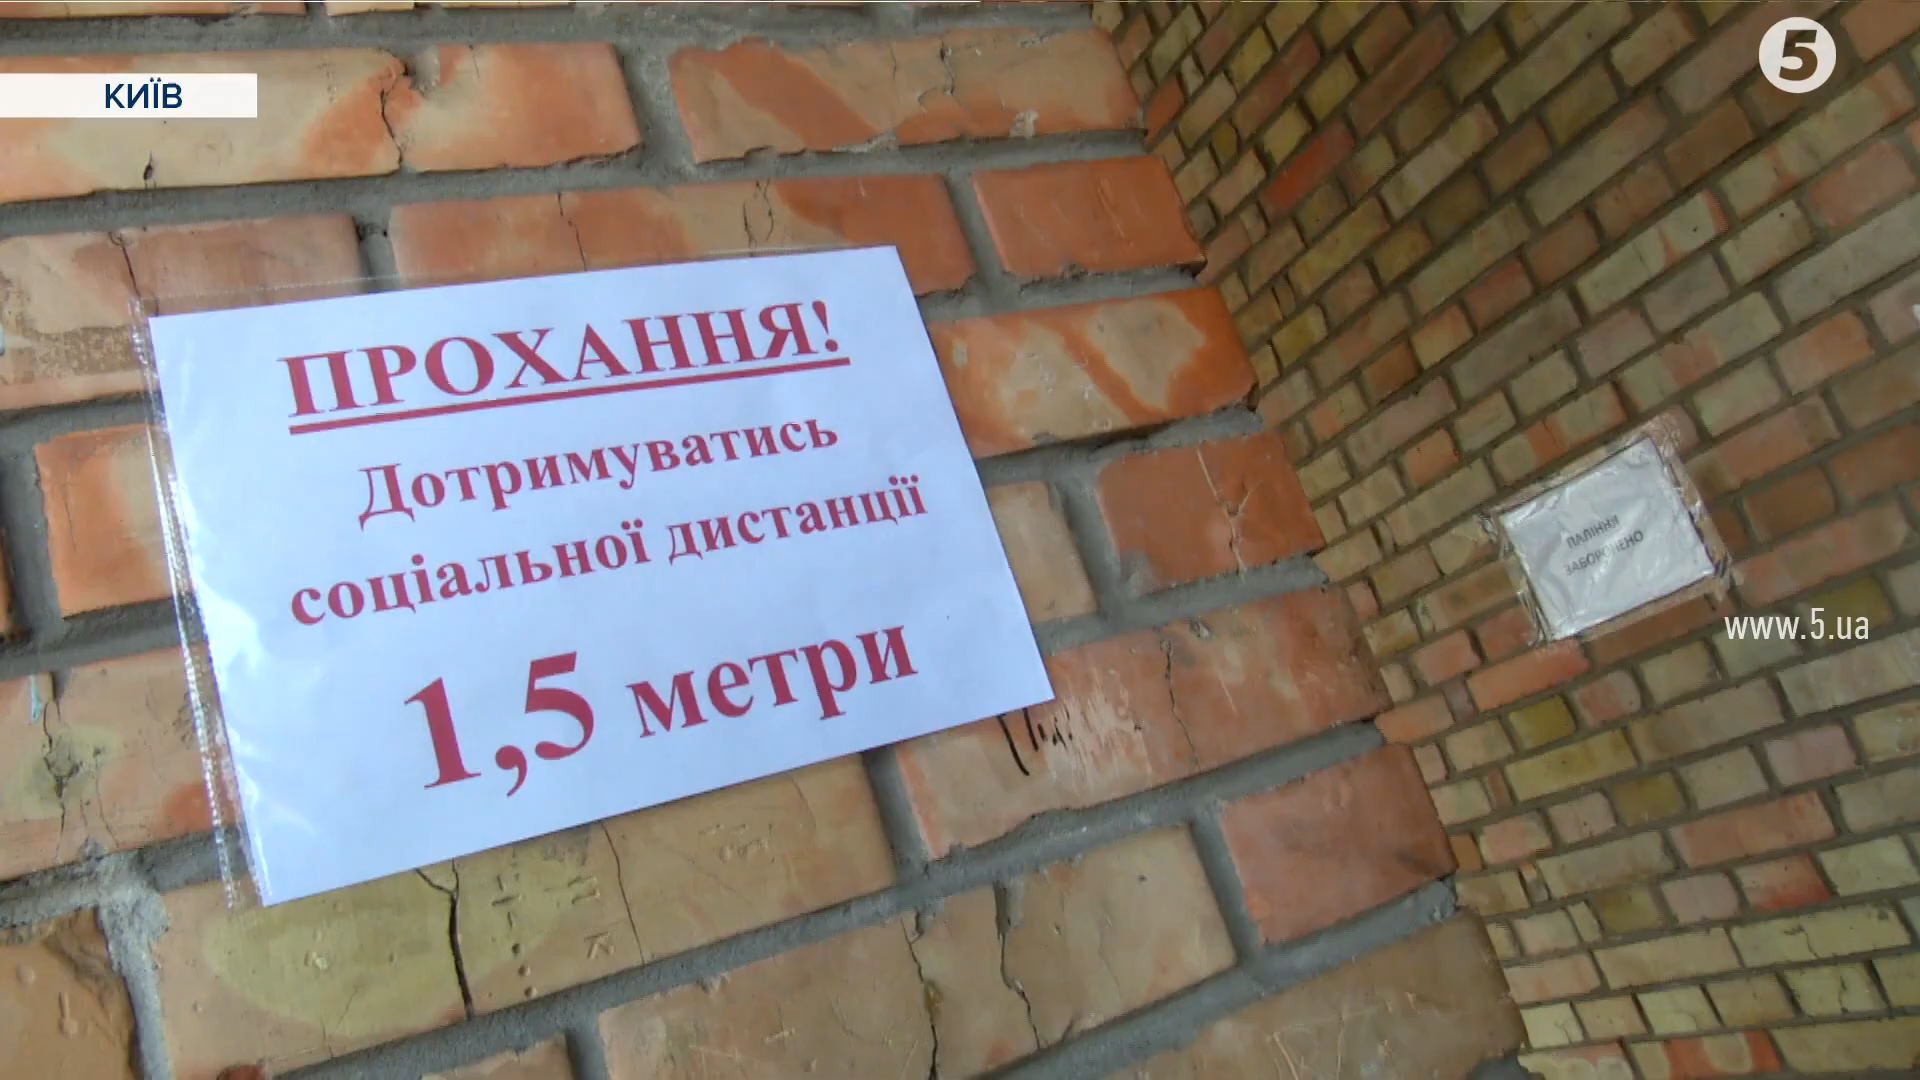 КИЇВ
5
ПРОХАННЯ!
Дотримуватись
соціальної дистанції
1,5 метри
ПАЛІННЯ
ЗАБОРОНЕНО
www.5.ua